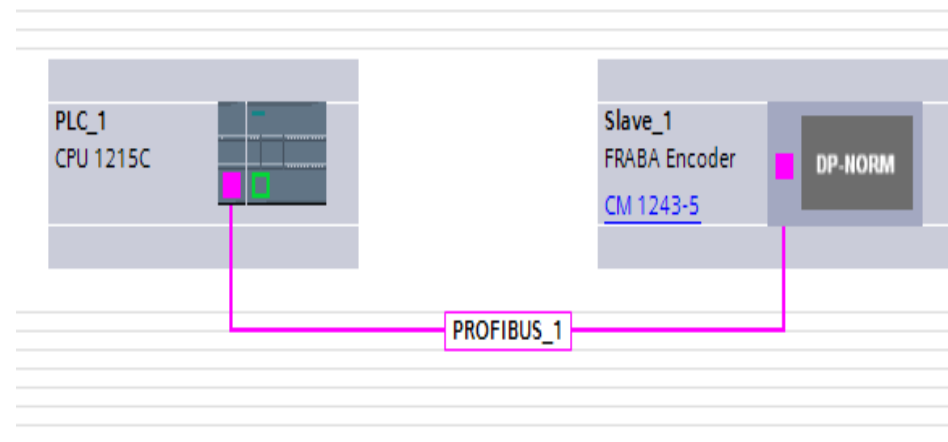 PLC_1
CPU 1215C
Slave_1
FRABA Encoder
CM 1243-5
DP-NORM
PROFIBUS_1